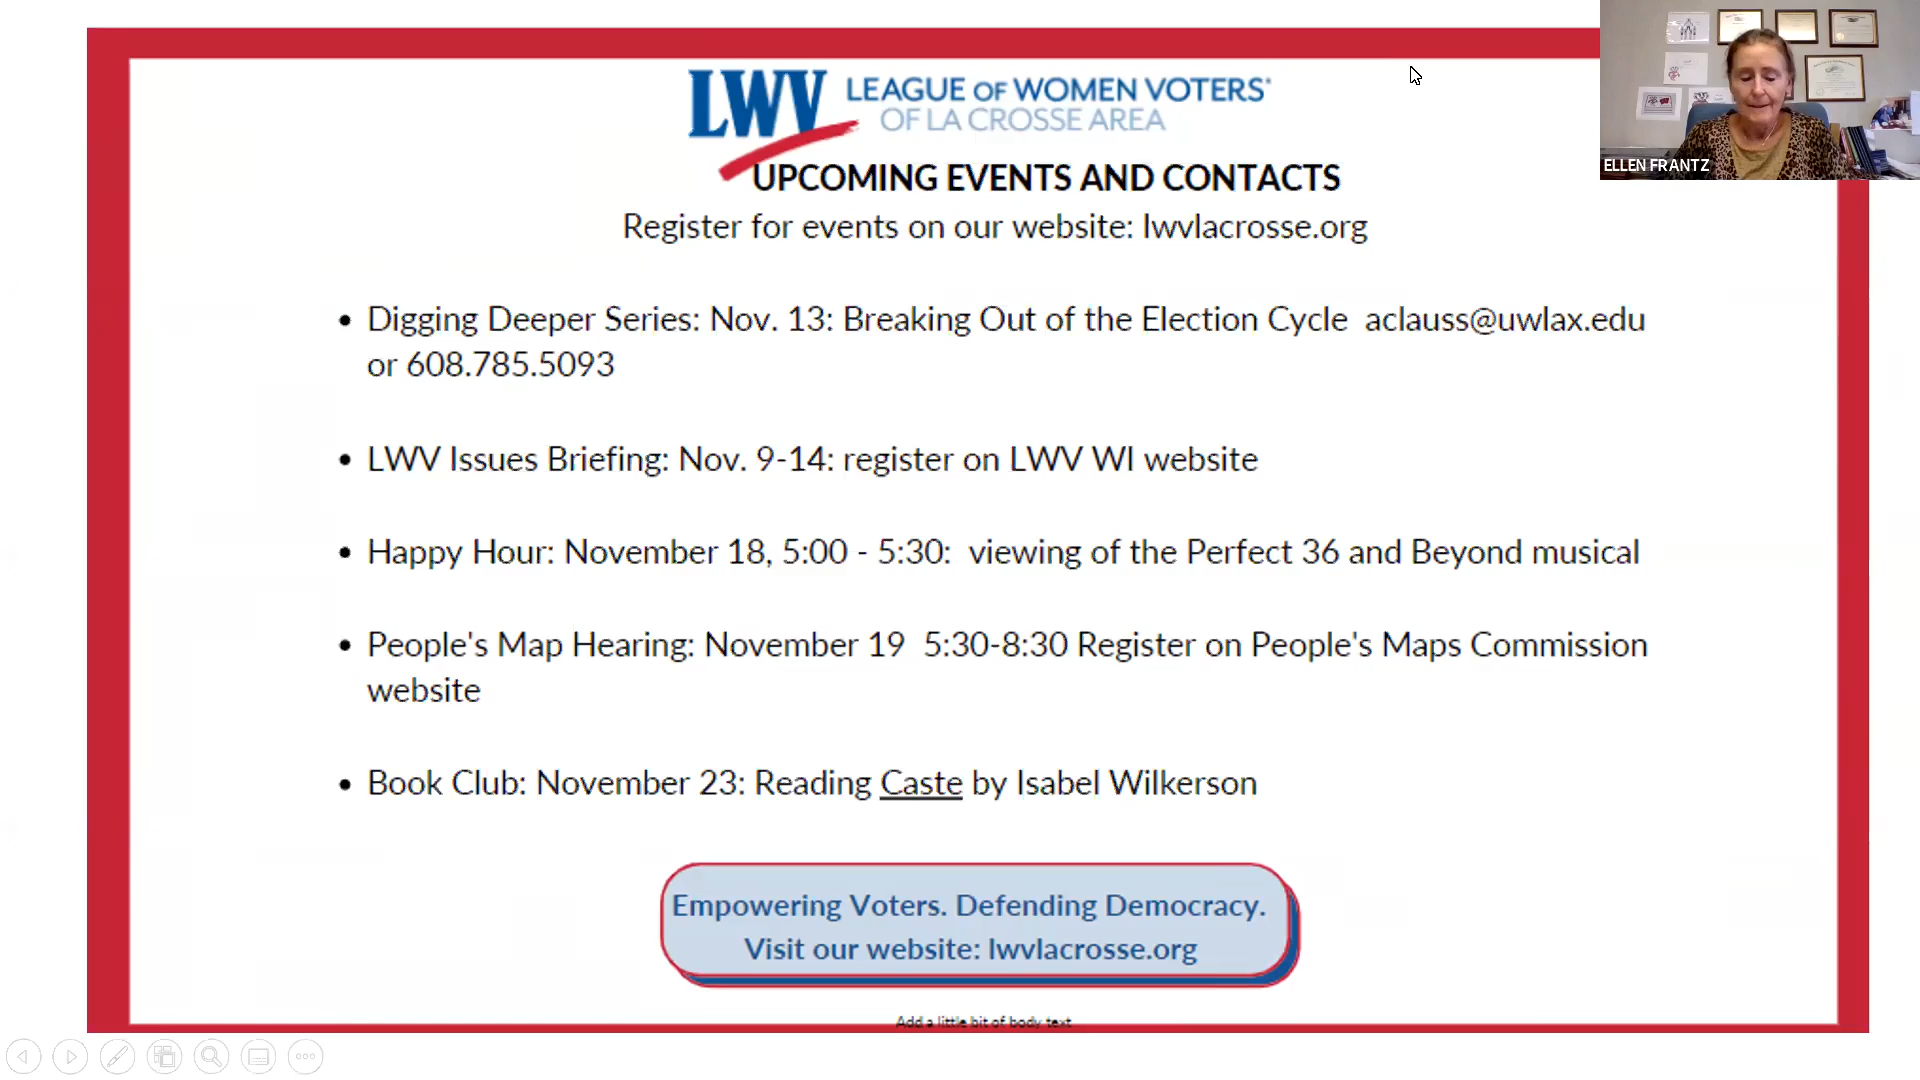 LWV LEAGUE OF WOMEN VOTERS®
OF LA CROSSE AREA
UPCOMING EVENTS AND CONTACTS
Register for events on our website: lwvlacrosse.org
• Digging Deeper Series: Nov. 13: Breaking Out of the Election Cycle aclauss@uwlax.edu
or 608.785.5093
• LWV Issues Briefing: Nov. 9-14: register on LWV WI website
• Happy Hour: November 18, 5:00 - 5:30: viewing of the Perfect 36 and Beyond musical
• People's Map Hearing: November 19 5:30-8:30 Register on People's Maps Commission
website
• Book Club: November 23: Reading Caste by Isabel Wilkerson
Empowering Voters. Defending Democracy.
Visit our website: lwvlacrosse.org
Add a little bit of body text
ELLEN FRANTZ